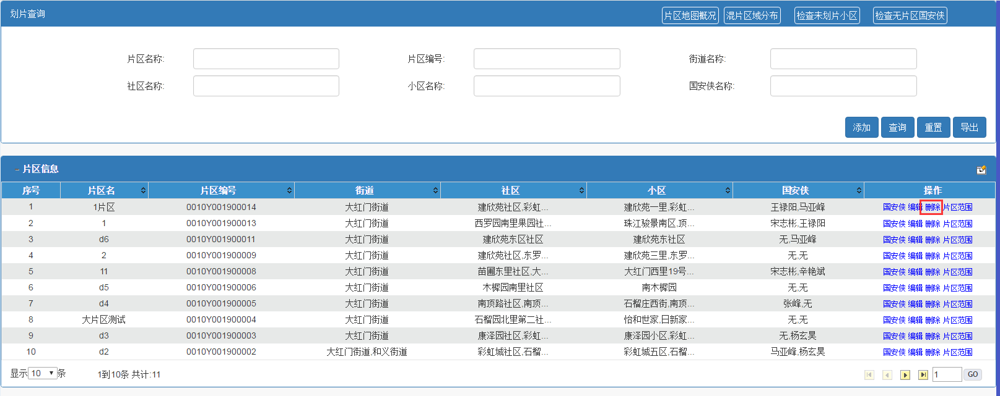 划片查询 片区地图概况 混片区域分布 检查未划片小区 检查无片区国安侠
片区名称: 片区编号: 街道名称:
社区名称: 小区名称: 国安侠名称:
添加 查询 重置 导出
片区信息
序号 片区名 片区编号 街道 社区 小区 国安侠 操作
1 1片区 0010Y001900014 大红门街道 建欣苑社区,彩虹... 建欣苑一里,彩虹... 王禄阳,马亚峰 国安侠 编辑 删除 片区范围
2 1 0010Y001900013 大红门街道 西罗园南里果园社... 珠江骏景南区,顶... 宋志彬,王禄阳 国安侠 编辑 删除 片区范围
3 d6 0010Y001900011 大红门街道 建欣苑东区社区 建欣苑东社区 无,马亚峰 国安侠 编辑 删除 片区范围
4 2 0010Y001900009 大红门街道 建欣苑社区,东罗... 建欣苑三里,东罗... 无,无 国安侠 编辑 删除 片区范围
5 11 0010Y001900008 大红门街道 苗圃东里社区,大... 大红门西里19号... 宋志彬,辛艳斌 国安侠 编辑 删除 片区范围
6 d5 0010Y001900006 大红门街道 木樨园南里社区 南木樨园 无,无 国安侠 编辑 删除 片区范围
7 d4 0010Y001900005 大红门街道 南顶路社区,南顶... 石榴庄西街,南顶... 张峰,无 国安侠 编辑 删除 片区范围
8 大片区测试 0010Y001900004 大红门街道 石榴园北里第二社... 怡和世家,日新家... 无,无 国安侠 编辑 删除 片区范围
9 d3 0010Y001900003 大红门街道 康泽园社区,彩虹... 康泽园小区,彩虹... 无,杨玄昊 国安侠 编辑 删除 片区范围
10 d2 0010Y001900002 大红门街道,和义街道 彩虹城社区,石榴... 彩虹城五区,石榴... 马亚峰,杨玄昊 国安侠 编辑 删除 片区范围
显示 10 条 1到10条 共计:11 1 GO